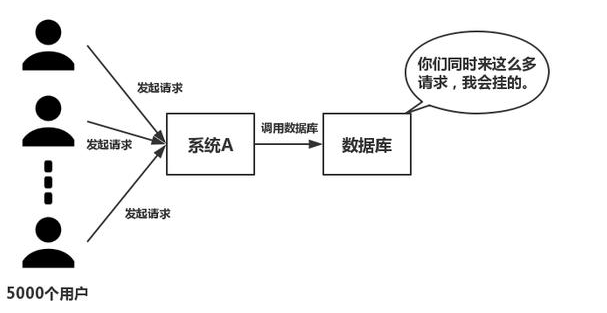 你们同时来这么多
请求，我会挂的。
发起请求
调用数据库
发起请求
系统A
数据库
发起请求
5000个用户